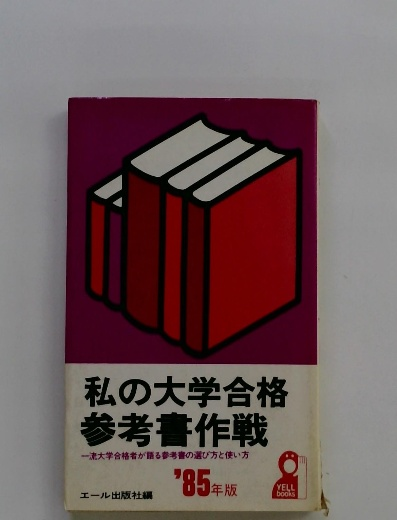 私の大学合格
参考書作戦
一流大学合格者が語る参考書の選び方と使い方
エール出版社編
'85年版
YELL
books